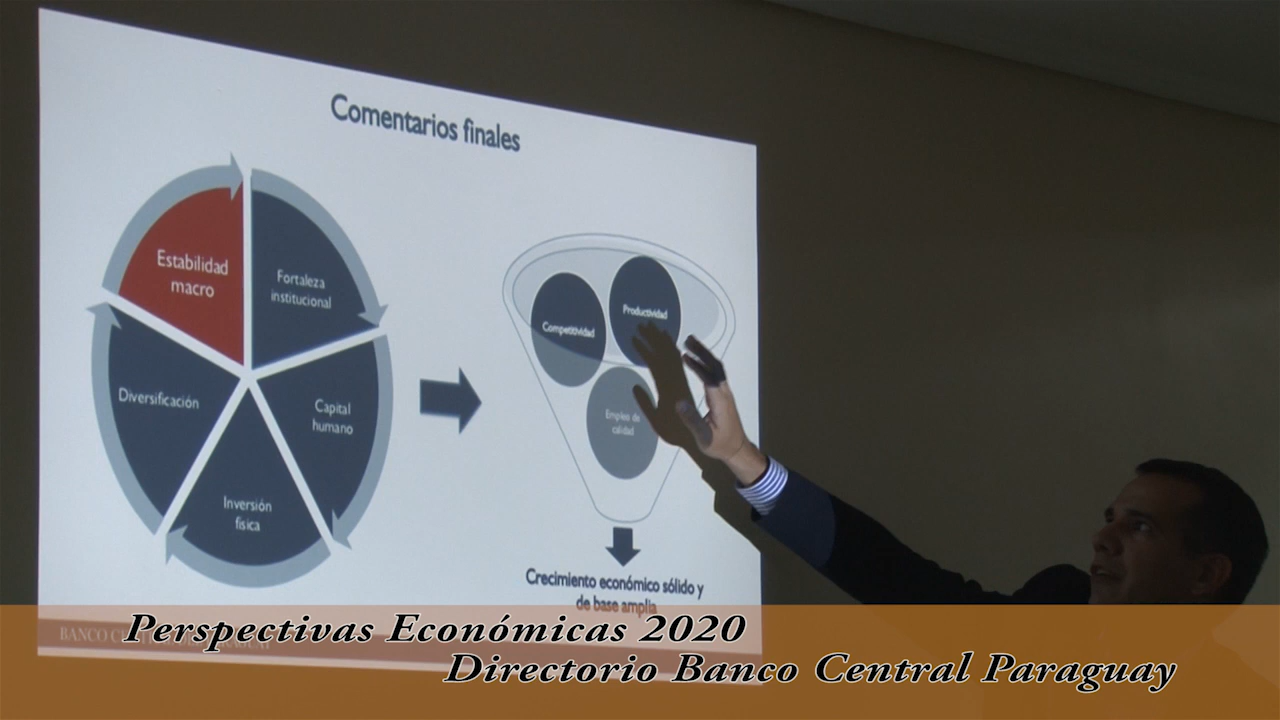 Comentarios finales
Estabilidad
macro
Fortaleza
institucional
Capital
humano
Inversión
física
Diversificación
Competitividad
Productividad
Empleo de
calidad
Crecimiento económico sólido y
de base amplia
BANCO
Perspectivas Económicas 2020
Directorio Banco Central Paraguay